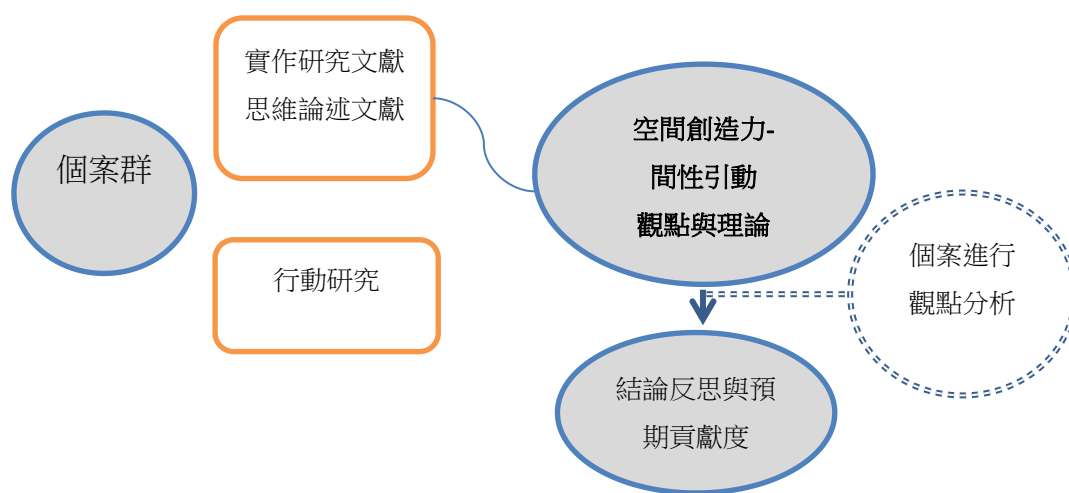 實作研究文獻
思維論述文獻
個案群
行動研究
空間創造力-
間性引動
觀點與理論
個案進行
觀點分析
結論反思與預
期貢獻度